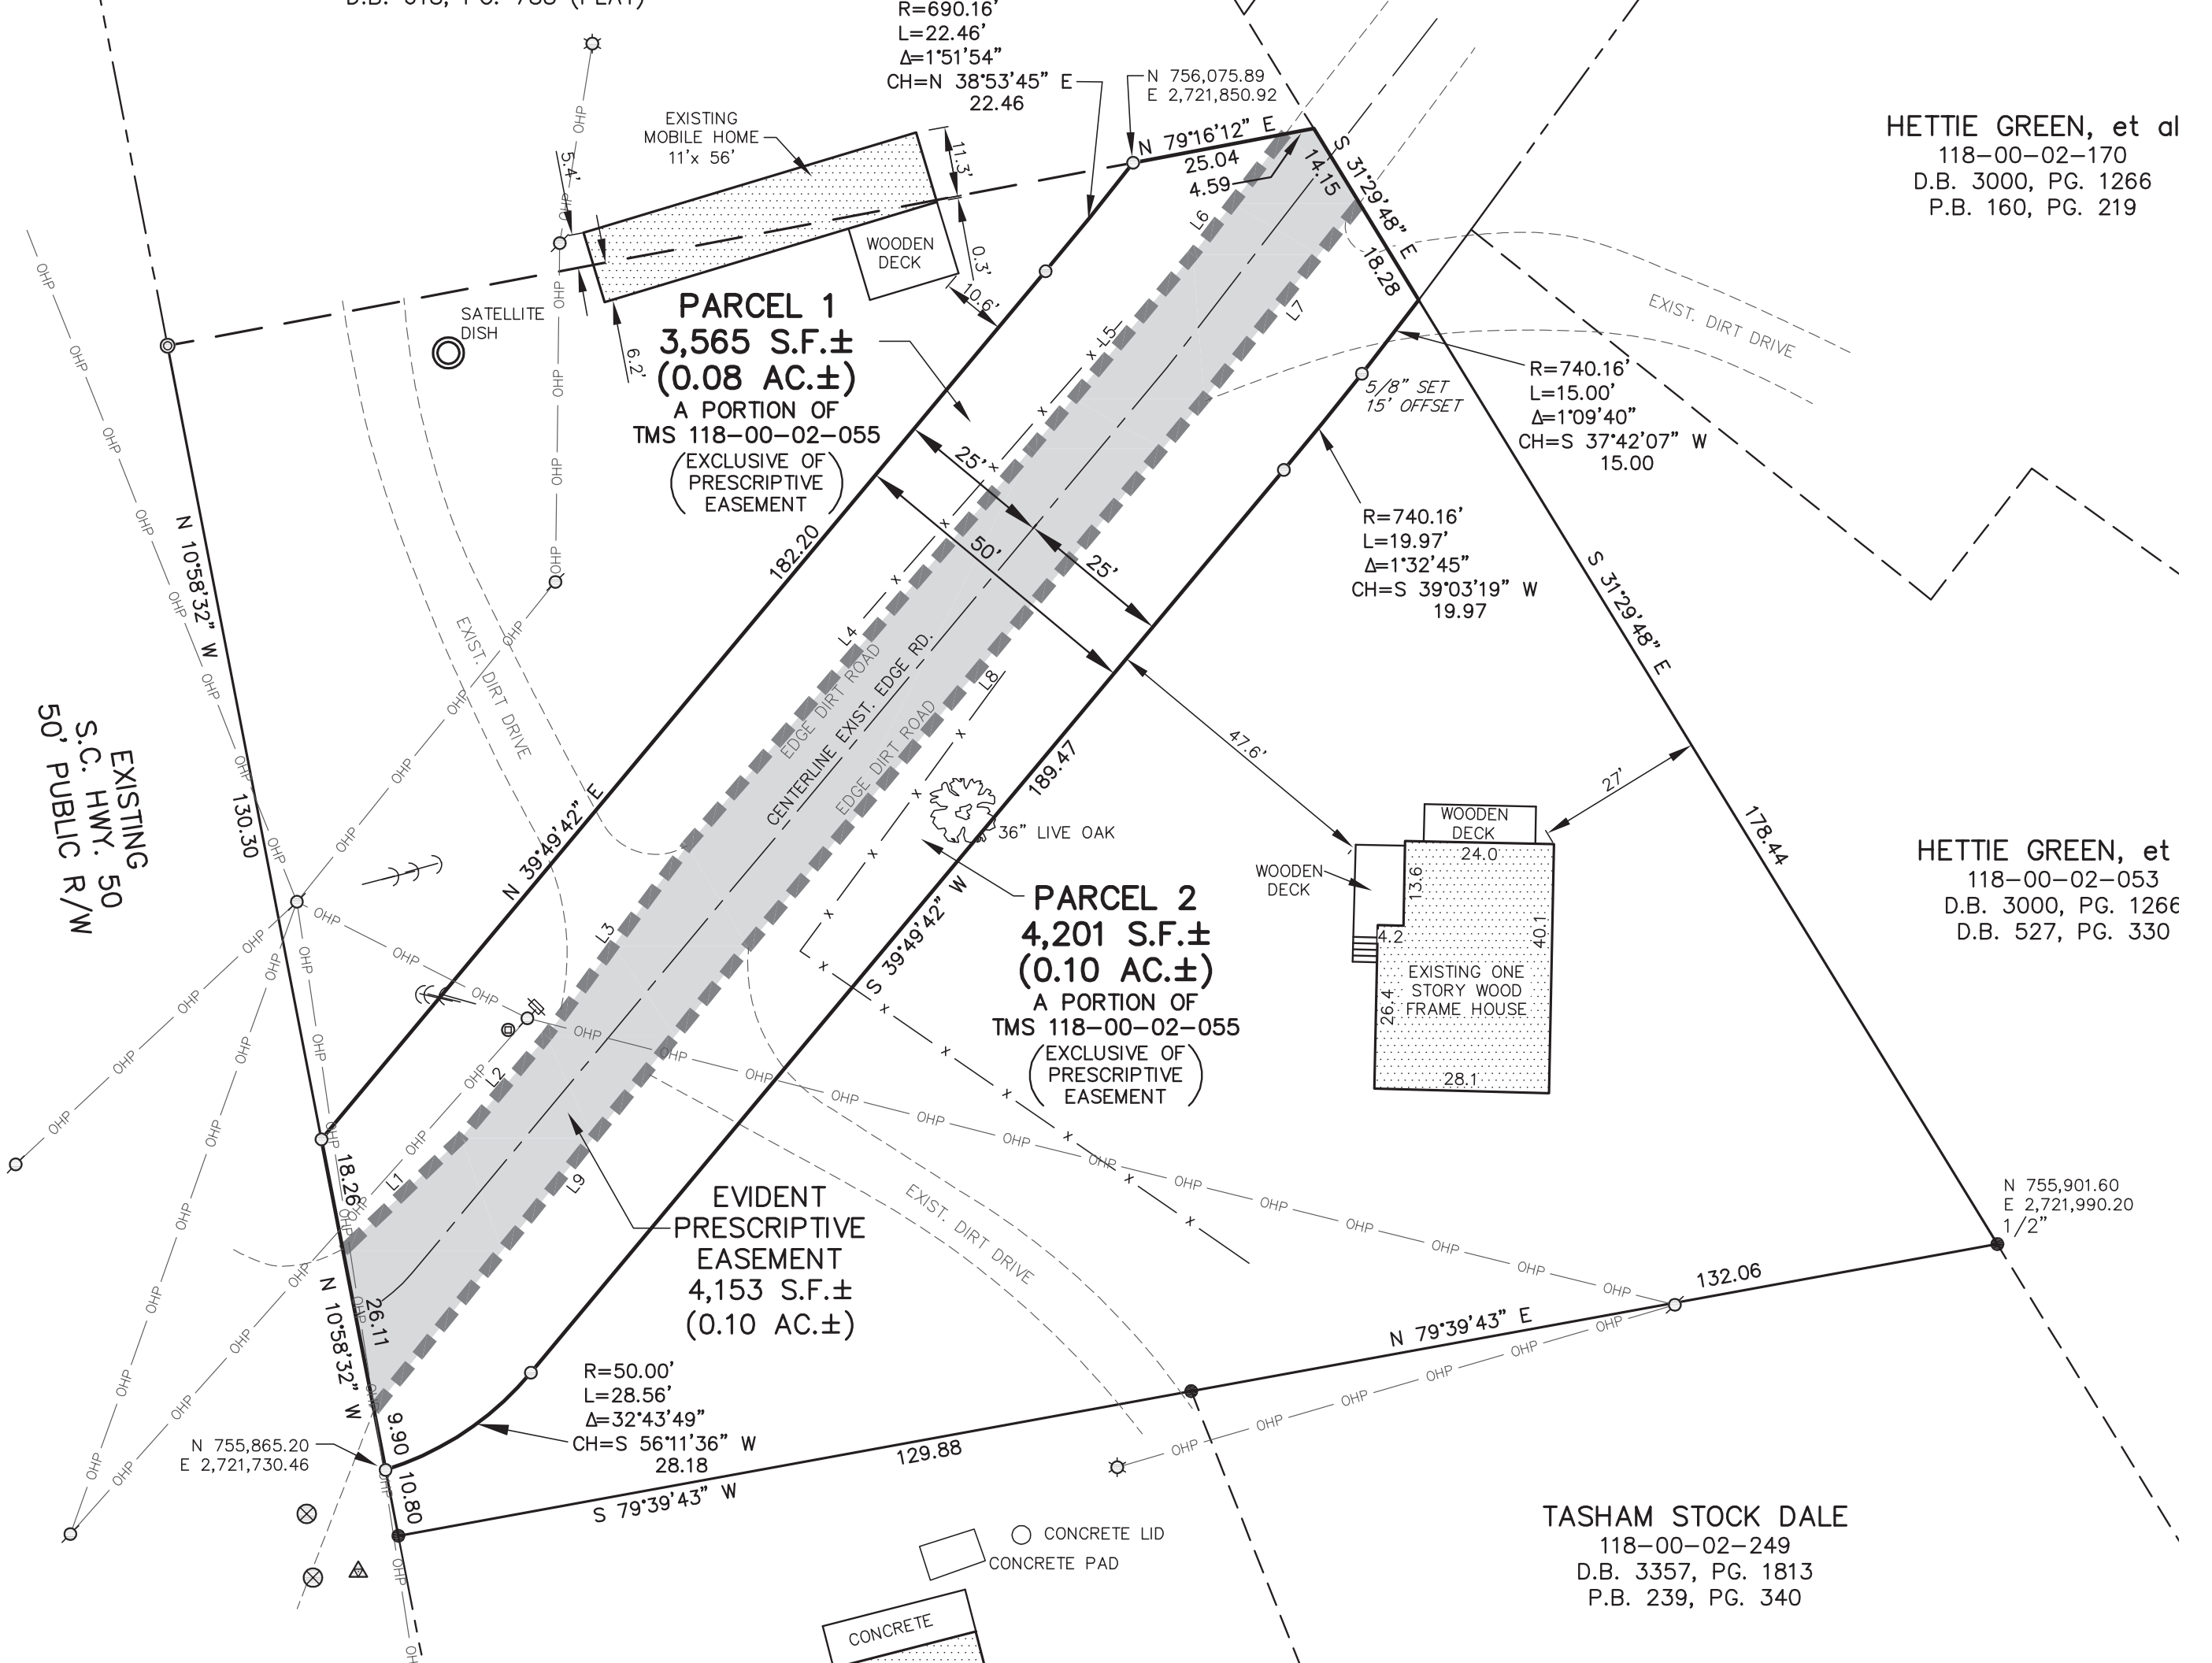 R=690.16'
L=22.46'
Δ=1°51'54"
CH=N 38°53'45" E
22.46
N 756,075.89
E 2,721,850.92
EXISTING
MOBILE HOME
11'x 56'
5.4'
11.3'
0.3'
10.6'
6.2'
WOODEN
DECK
SATELLITE
DISH
N 79°16'12" E
25.04
4.59
14.15
S 31°29'48" E
18.28
HETTIE GREEN, et al
118-00-02-170
D.B. 3000, PG. 1266
P.B. 160, PG. 219
EXIST. DIRT DRIVE
PARCEL 1
3,565 S.F.±
(0.08 AC.±)
A PORTION OF
TMS 118-00-02-055
(EXCLUSIVE OF
PRESCRIPTIVE
EASEMENT)
5/8" SET
15' OFFSET
R=740.16'
L=15.00'
Δ=1°09'40"
CH=S 37°42'07" W
15.00
R=740.16'
L=19.97'
Δ=1°32'45"
CH=S 39°03'19" W
19.97
L6
L7
L5
25'
50'
25'
182.20
N 39°49'42" E
L4
L8
EDGE DIRT ROAD
CENTERLINE EXIST. EDGE RD.
EDGE DIRT ROAD
N 10°58'32" W
130.30
EXIST. DIRT DRIVE
EXISTING
S.C. HWY. 50
50' PUBLIC R/W
189.47
S 39°49'42" W
36" LIVE OAK
47.6'
27'
S 31°29'48" E
178.44
WOODEN
DECK
WOODEN
DECK
24.0
13.6
4.2
40.1
26.4
28.1
EXISTING ONE
STORY WOOD
FRAME HOUSE
HETTIE GREEN, et
118-00-02-053
D.B. 3000, PG. 1266
D.B. 527, PG. 330
PARCEL 2
4,201 S.F.±
(0.10 AC.±)
A PORTION OF
TMS 118-00-02-055
(EXCLUSIVE OF
PRESCRIPTIVE
EASEMENT)
L3
L2
L1
L9
OHP
18.26
26.11
N 10°58'32" W
9.90
10.80
EVIDENT
PRESCRIPTIVE
EASEMENT
4,153 S.F.±
(0.10 AC.±)
EXIST. DIRT DRIVE
N 755,901.60
E 2,721,990.20
1/2"
132.06
N 79°39'43" E
R=50.00'
L=28.56'
Δ=32°43'49"
CH=S 56°11'36" W
28.18
N 755,865.20
E 2,721,730.46
129.88
S 79°39'43" W
CONCRETE LID
CONCRETE PAD
CONCRETE
TASHAM STOCK DALE
118-00-02-249
D.B. 3357, PG. 1813
P.B. 239, PG. 340